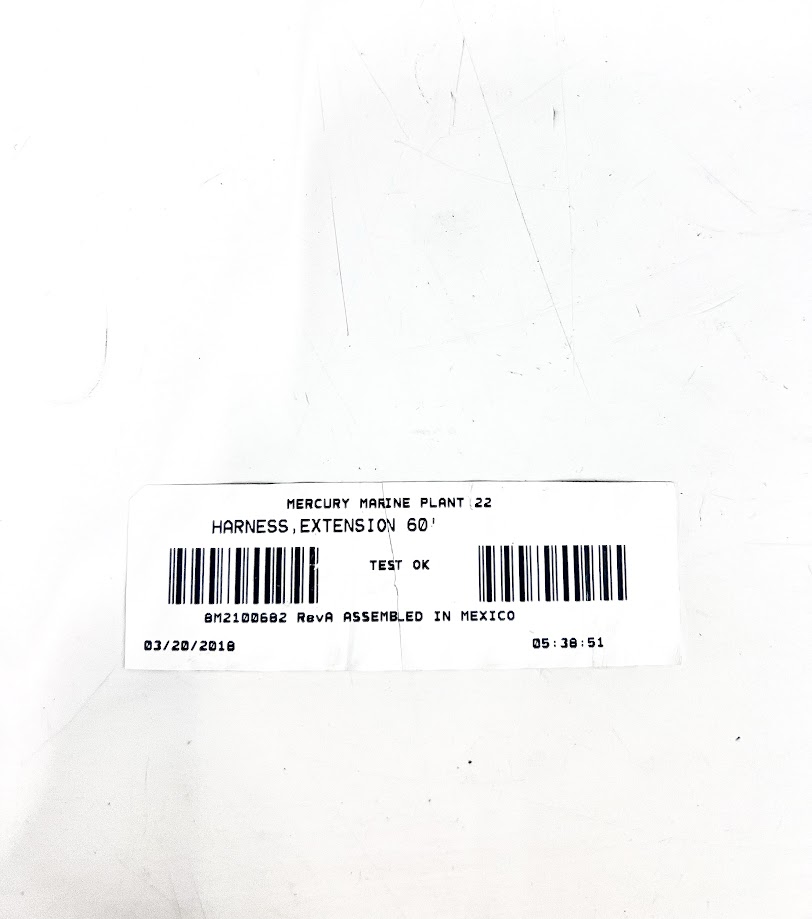 MERCURY MARINE PLANT 22
HARNESS,EXTENSION 60'
TEST OK
8M2100682 RevA ASSEMBLED IN MEXICO
03/20/2018 05:38:51